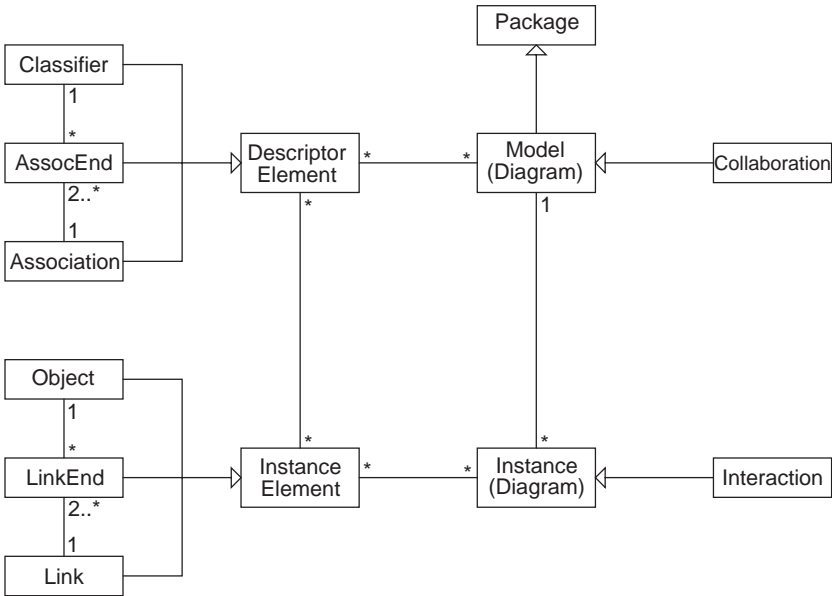 Package
Classifier
1
*
AssocEnd
2..*
1
Association
Descriptor
Element
*
*
*
Model
(Diagram)
1
Collaboration
Object
1
*
LinkEnd
2..*
1
Link
*
Instance
Element
*
*
*
Instance
(Diagram)
Interaction